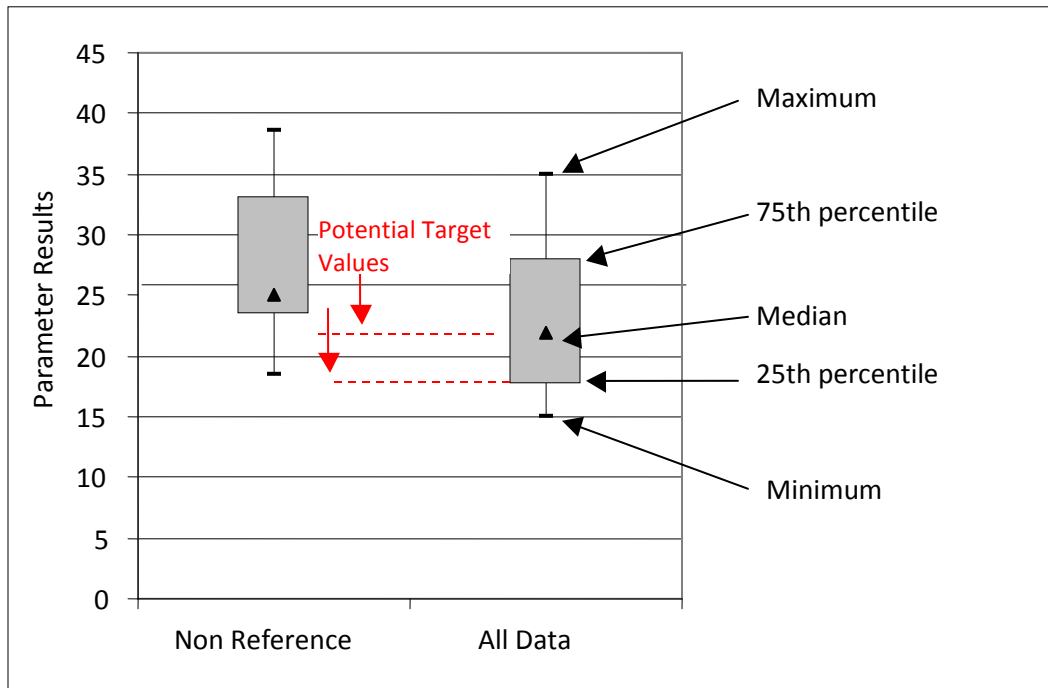 45
40
35
30
25
20
15
10
5
0
Parameter Results
Non Reference
All Data
Potential Target
Values
Maximum
75th percentile
Median
25th percentile
Minimum